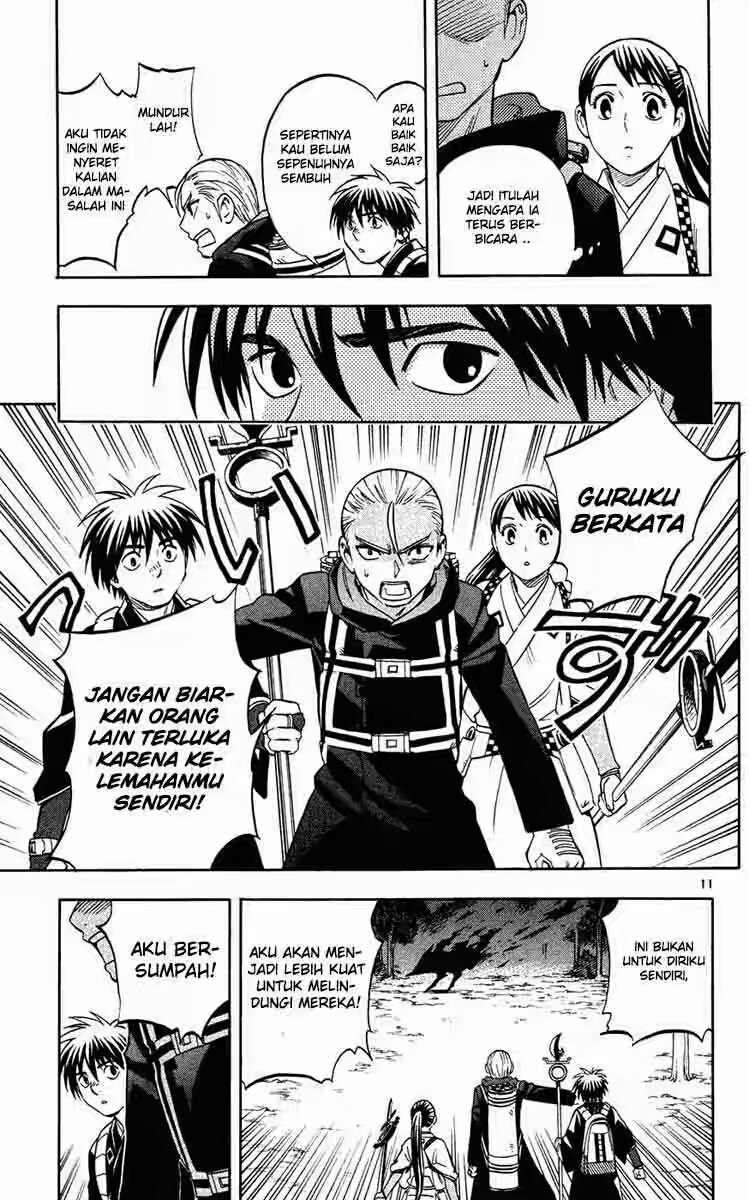 JADI ITULAH
MENGAPA IA
TERUS BER-
BICARA ..
APA
KAU
BAIK
BAIK
SAJA?
SEPERTINYA
KAU BELUM
SEPENUHNYA
SEMBUH
MUNDUR
LAH!
AKU TIDAK
INGIN ME-
NYERET
KALIAN
DALAM MA-
SALAH INI
GURUKU
BERKATA
ずいっ
JANGAN BIAR-
KAN ORANG
LAIN TERLUKA
KARENA KE-
LEMAHANMU
SENDIRI!
11
INI BUKAN
UNTUK DIRIKU
SENDIRI,
AKU AKAN MEN-
JADI LEBIH KUAT
UNTUK MELIN-
DUNGI MEREKA!
AKU BER-
SUMPAH!